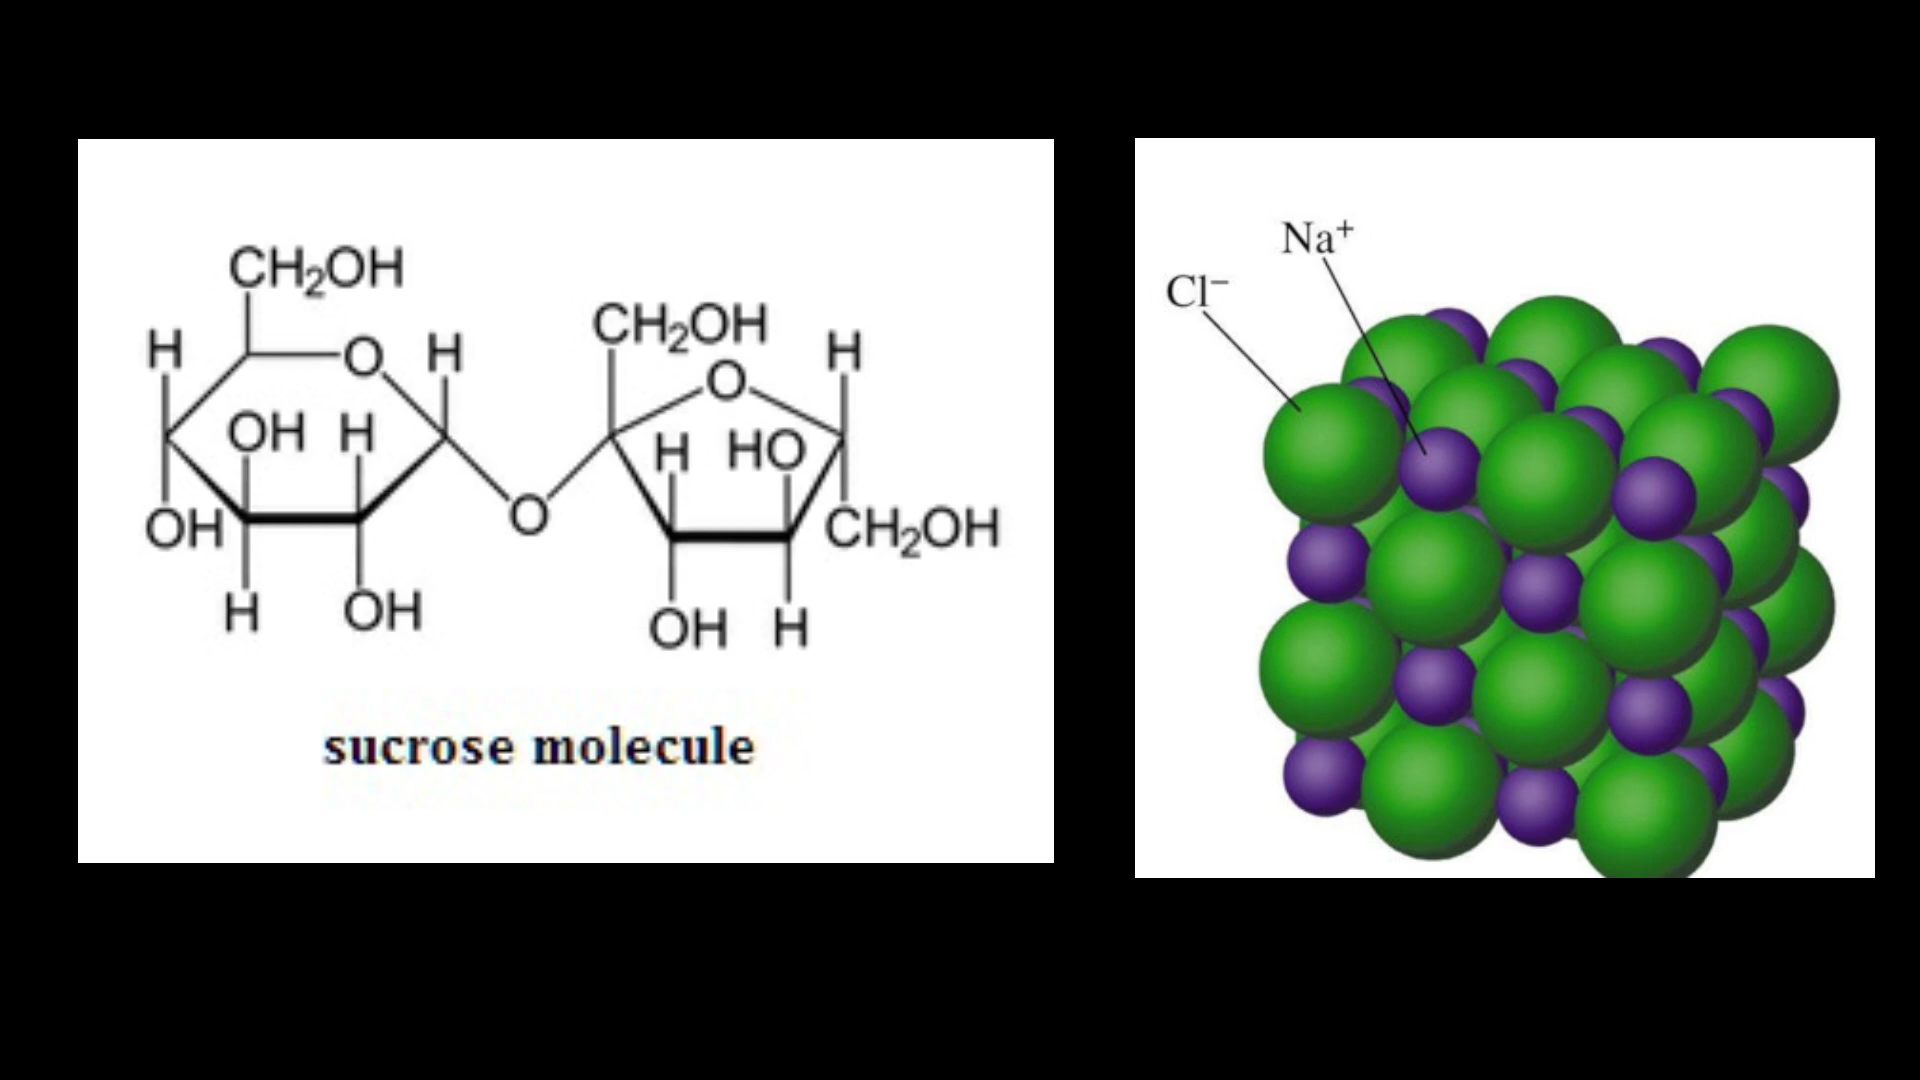 CH₂OH
H
O
H
OH
H
OH
H
OH
O
CH₂OH
O
H
H
HO
CH₂OH
OH
H
sucrose molecule
Na⁺
Cl⁻